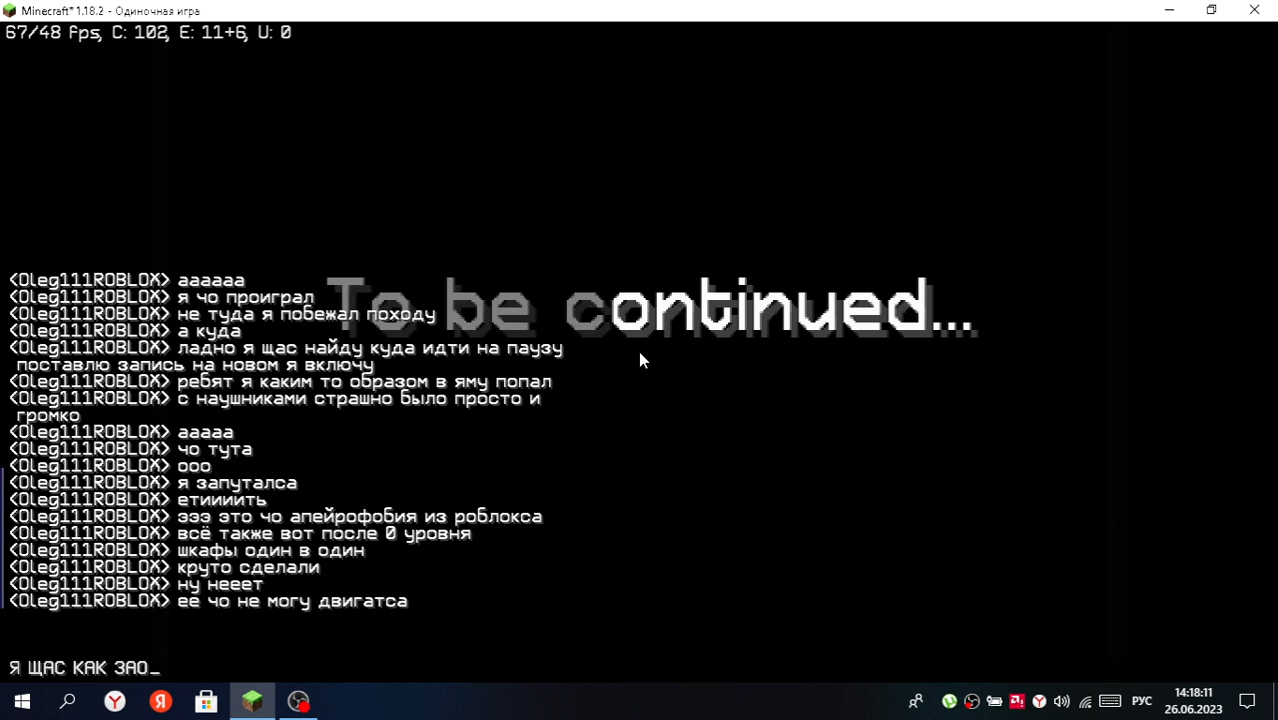 Minecraft* 1.18.2 - Одиночная игра
67/48 fps, C: 102, E: 11+6, U: 0
To be continued...
<Oleg111ROBLOX> аааааа
<Oleg111ROBLOX> я чо проиграл
<Oleg111ROBLOX> не туда я побежал походу
<Oleg111ROBLOX> а куда
<Oleg111ROBLOX> ладно я щас найду куда идти на паузу
поставлю запись на новом я включу
<Oleg111ROBLOX> ребят я каким то образом в яму попал
<Oleg111ROBLOX> с наушниками страшно было просто и
громко
<Oleg111ROBLOX> ааааа
<Oleg111ROBLOX> чо тута
<Oleg111ROBLOX> ооо
<Oleg111ROBLOX> я запуталса
<Oleg111ROBLOX> етииииить
<Oleg111ROBLOX> эээ это чо апейрофобия из роблокса
<Oleg111ROBLOX> всё также вот после 0 уровня
<Oleg111ROBLOX> шкафы один в один
<Oleg111ROBLOX> круто сделали
<Oleg111ROBLOX> ну нееет
<Oleg111ROBLOX> ее чо не могу двигатса
Я ЩАС КАК ЗАО_
РУС
14:18:11
26.06.2023